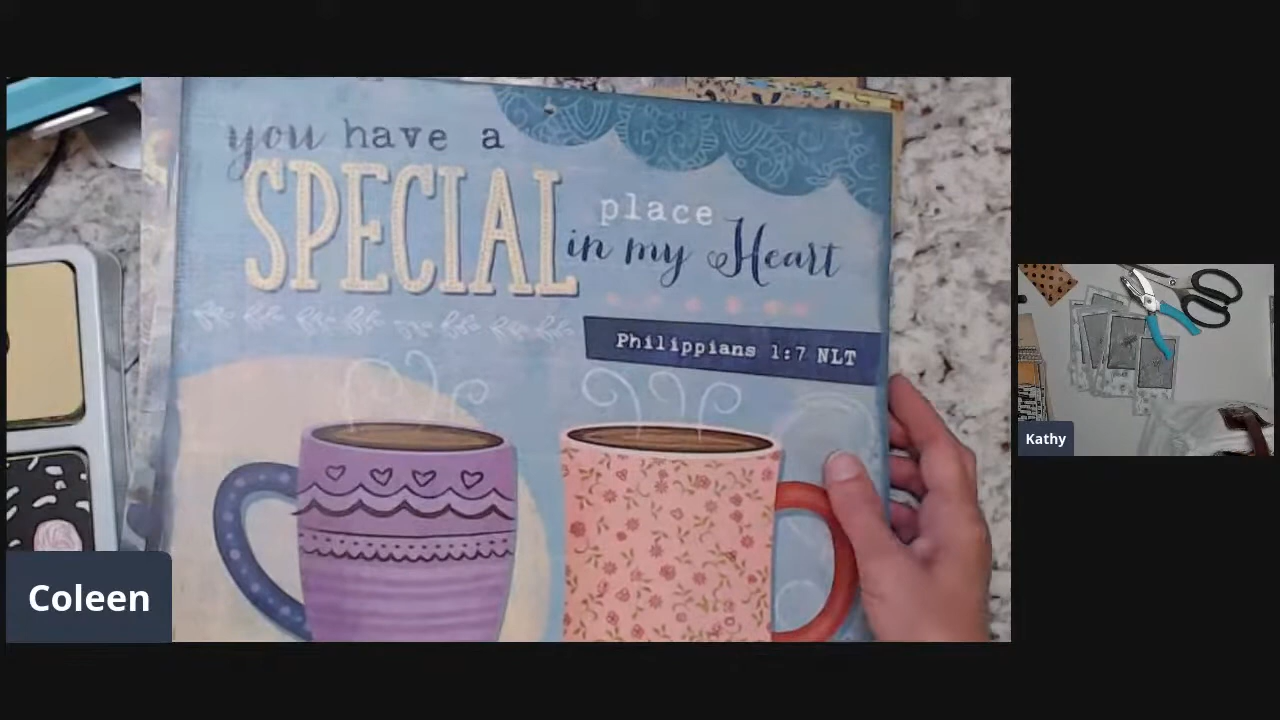 you have a
SPECIAL
place
in my Heart
Philippians 1:7 NLT
Coleen
Kathy